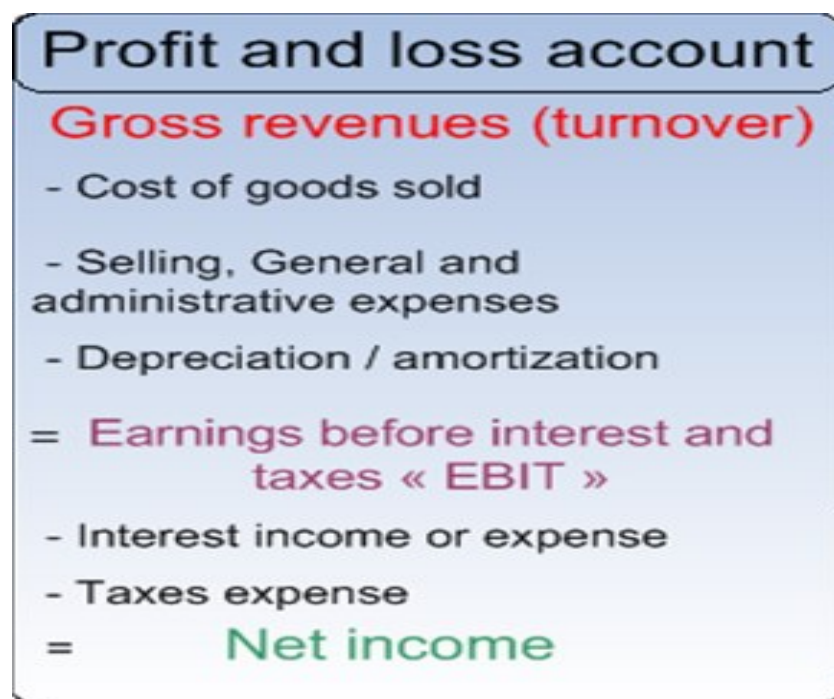 Profit and loss account
Gross revenues (turnover)
- Cost of goods sold
- Selling, General and
administrative expenses
- Depreciation / amortization
= Earnings before interest and
taxes « EBIT »
- Interest income or expense
- Taxes expense
= Net income